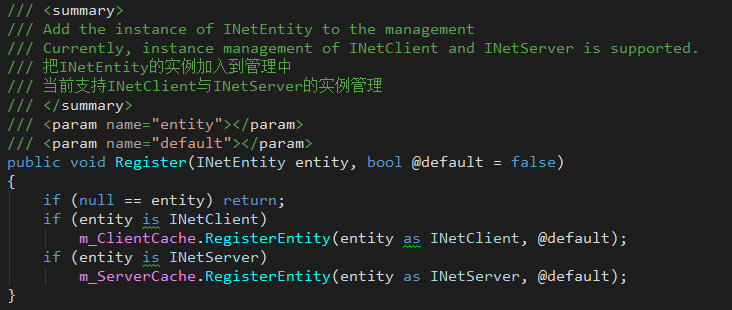 /// <summary>
/// Add the instance of INetEntity to the management
/// Currently, instance management of INetClient and INetServer is supported.
/// 把INetEntity的实例加入到管理中
/// 当前支持INetClient与INetServer的实例管理
/// </summary>
/// <param name="entity"></param>
/// <param name="default"></param>
public void Register(INetEntity entity, bool @default = false)
{
    if (null == entity) return;
    if (entity is INetClient)
        m_ClientCache.RegisterEntity(entity as INetClient, @default);
    if (entity is INetServer)
        m_ServerCache.RegisterEntity(entity as INetServer, @default);
}